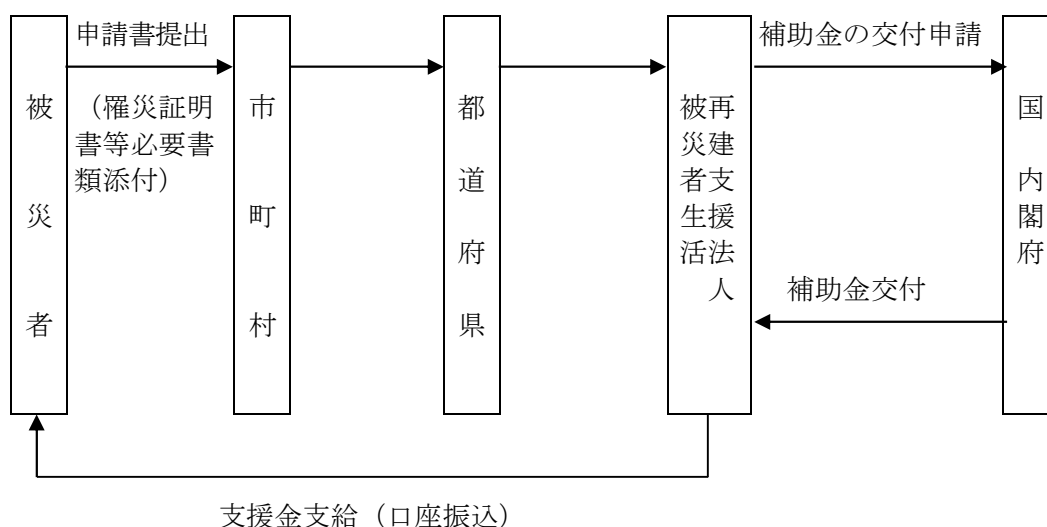 被災者
申請書提出
（罹災証明
書等必要書
類添付）
市町村
都道府県
被災者生活
再建支援法人
補助金の交付申請
補助金交付
国 内閣府
支援金支給（口座振込）